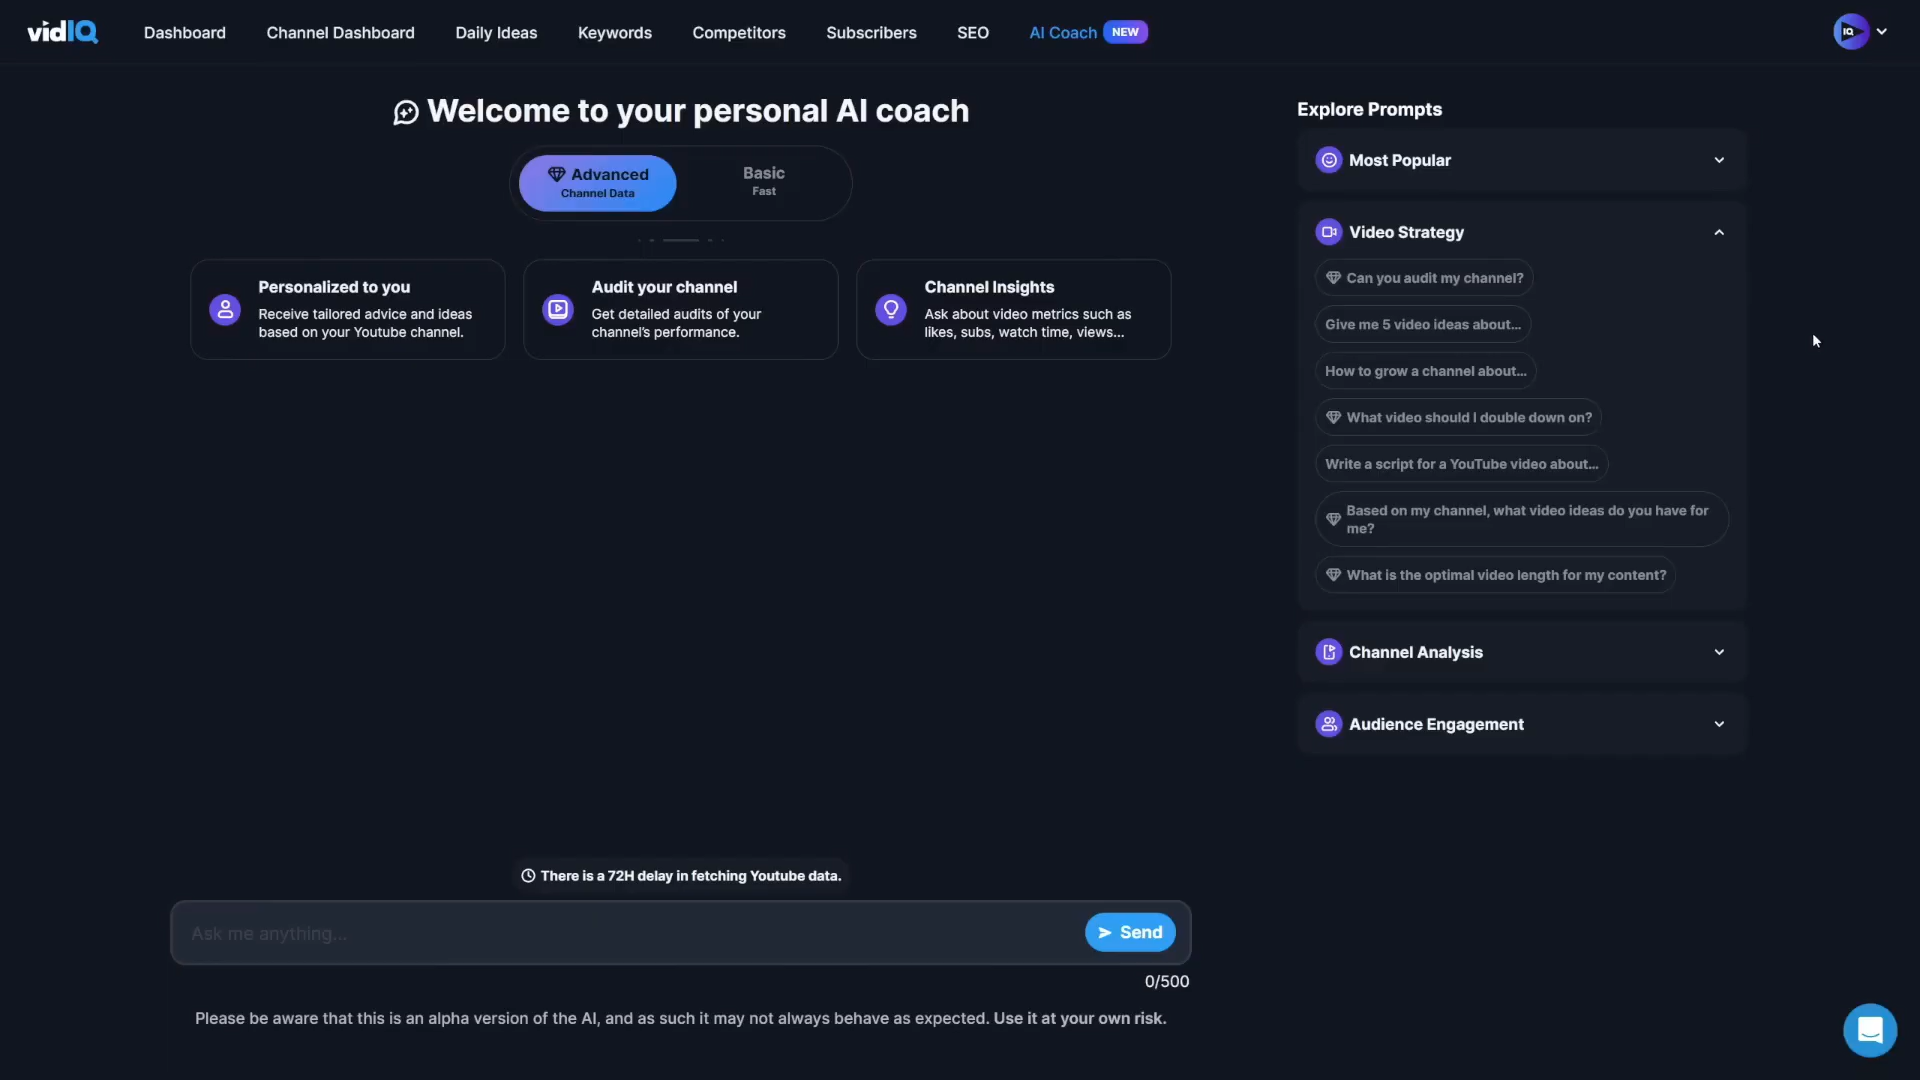 vidIQ
Dashboard
Channel Dashboard
Daily Ideas
Keywords
Competitors
Subscribers
SEO
AI Coach NEW
IQ
Welcome to your personal AI coach
Advanced
Channel Data
Basic
Fast
Personalized to you
Receive tailored advice and ideas
based on your Youtube channel.
Audit your channel
Get detailed audits of your
channel's performance.
Channel Insights
Ask about video metrics such as
likes, subs, watch time, views...
Explore Prompts
Most Popular
Video Strategy
Can you audit my channel?
Give me 5 video ideas about...
How to grow a channel about...
What video should I double down on?
Write a script for a YouTube video about...
Based on my channel, what video ideas do you have for
me?
What is the optimal video length for my content?
Channel Analysis
Audience Engagement
There is a 72H delay in fetching Youtube data.
Ask me anything...
Send
0/500
Please be aware that this is an alpha version of the AI, and as such it may not always behave as expected. Use it at your own risk.